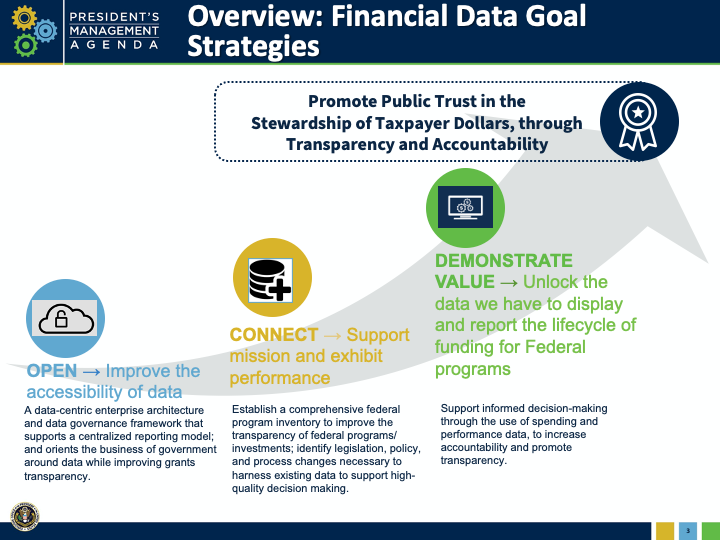 PRESIDENT'S
MANAGEMENT
AGENDA
Overview: Financial Data Goal
Strategies
Promote Public Trust in the
Stewardship of Taxpayer Dollars, through
Transparency and Accountability
OPEN → Improve the
accessibility of data
A data-centric enterprise architecture
and data governance framework that
supports a centralized reporting model;
and orients the business of government
around data while improving grants
transparency.
CONNECT → Support
mission and exhibit
performance
Establish a comprehensive federal
program inventory to improve the
transparency of federal programs/
investments; identify legislation, policy,
and process changes necessary to
harness existing data to support high-
quality decision making.
DEMONSTRATE
VALUE → Unlock the
data we have to display
and report the lifecycle of
funding for Federal
programs
Support informed decision-making
through the use of spending and
performance data, to increase
accountability and promote
transparency.
3